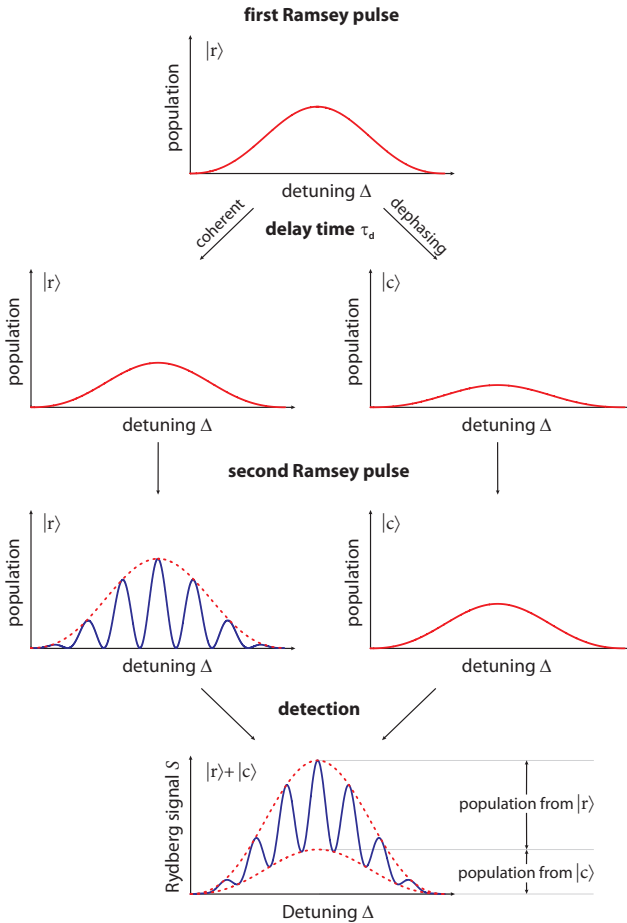 first Ramsey pulse
|r⟩
population
detuning Δ
coherent
dephasing
delay time τd
|r⟩
population
detuning Δ
|c⟩
population
detuning Δ
second Ramsey pulse
|r⟩
population
detuning Δ
|c⟩
population
detuning Δ
detection
|r⟩+|c⟩
Rydberg signal S
Detuning Δ
population from |r⟩
population from |c⟩